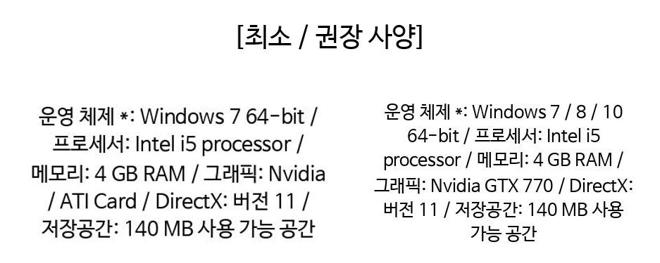 [최소 / 권장 사양]
운영 체제 *: Windows 7 64-bit /
프로세서: Intel i5 processor /
메모리: 4 GB RAM / 그래픽: Nvidia
/ ATI Card / DirectX: 버전 11 /
저장공간: 140 MB 사용 가능 공간
운영 체제 *: Windows 7 / 8 / 10
64-bit / 프로세서: Intel i5
processor / 메모리: 4 GB RAM /
그래픽: Nvidia GTX 770 / DirectX:
버전 11 / 저장공간: 140 MB 사용
가능 공간